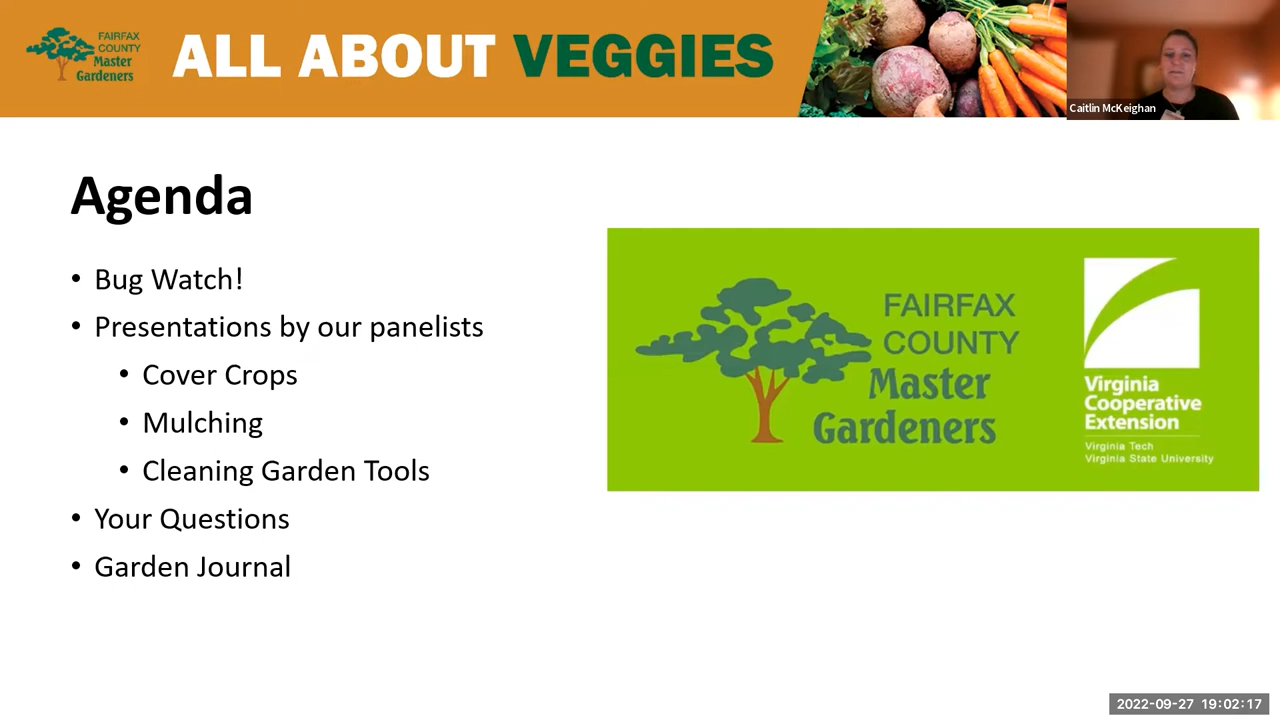 FAIRFAX
COUNTY
Master
Gardeners
ALL ABOUT VEGGIES
Caitlin McKeighan
Agenda
• Bug Watch!
• Presentations by our panelists
• Cover Crops
• Mulching
• Cleaning Garden Tools
• Your Questions
• Garden Journal
FAIRFAX
COUNTY
Master
Gardeners
Virginia
Cooperative
Extension
Virginia Tech
Virginia State University
2022-09-27 19:02:17